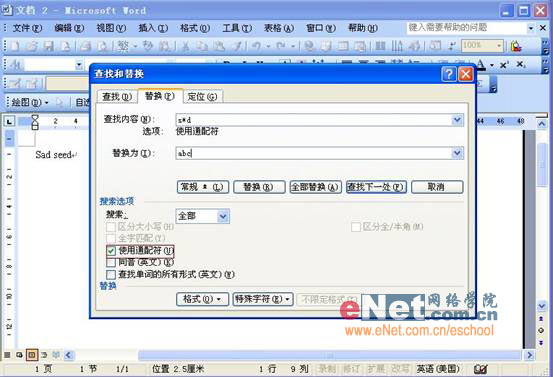 文档 2 - Microsoft Word
文件(F) 编辑(E) 视图(V) 插入(I) 格式(O) 工具(T) 表格(A) 窗口(W) 帮助(H) 键入需要帮助的问题
100%
绘图(D) 自选
查找和替换
查找(D) 替换(P) 定位(G)
查找内容(N): s*d
选项: 使用通配符
替换为(I): abc
常规 (L) 替换(R) 全部替换(A) 查找下一处(F) 取消
搜索选项
搜索: 全部
区分大小写(H) 区分全/半角(M)
全字匹配(Y)
使用通配符(U)
同音(英文)(K)
查找单词的所有形式(英文)(W)
替换
格式(O) 特殊字符(E) 不限定格式(T)
Sad seed
eNet网络学院
.com.cn
www.eNet.com.cn/eschool
1 页 1 节 1/1 位置 2.5厘米 1 行 9 列 录制 修订 扩展 改写 英语(美国)